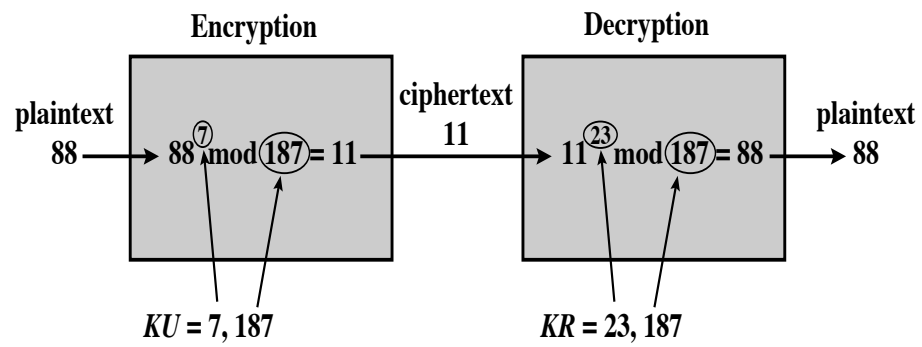 Encryption
Decryption
plaintext
88
88^7 mod 187 = 11
ciphertext
11
11^23 mod 187 = 88
plaintext
88
KU = 7, 187
KR = 23, 187